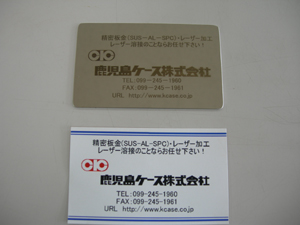 精密板金(SUS-AL-SPC)・レーザー加工
レーザー溶接のことならお任せ下さい！
鹿児島ケース株式会社
TEL:099-245-1960
FAX:099-245-1961
URL http://www.kcase.co.jp
精密板金(SUS-AL-SPC)・レーザー加工
レーザー溶接のことならお任せ下さい！
鹿児島ケース株式会社
TEL:099-245-1960
FAX:099-245-1961
URL http://www.kcase.co.jp